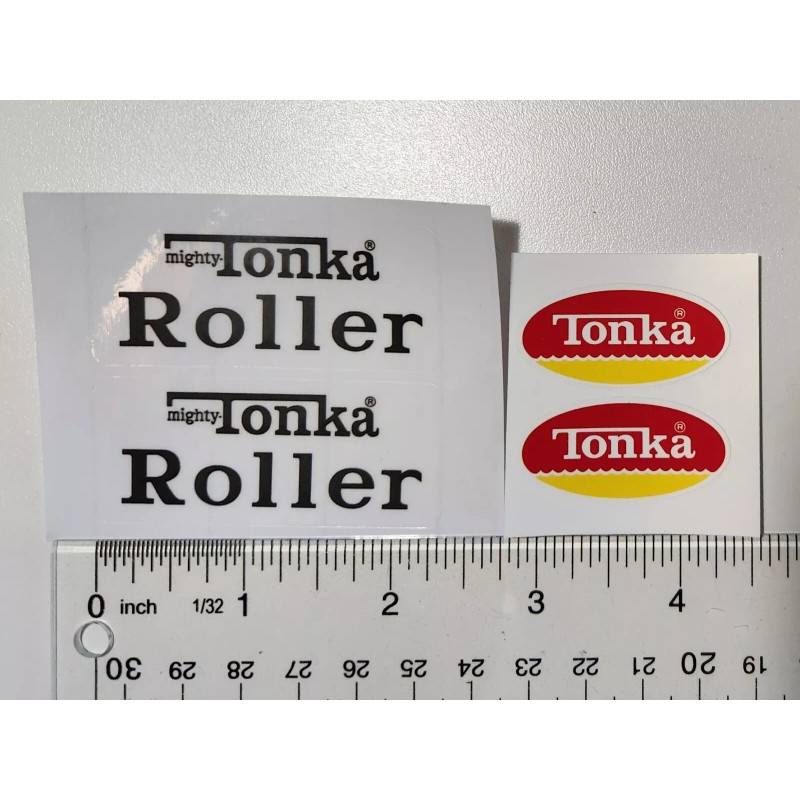 mighty-Tonka®
Roller
mighty-Tonka®
Roller
Tonka®
Tonka®
0 inch 1/32 1 2 3 4
30 29 28 27 26 25 24 23 22 21 20 19